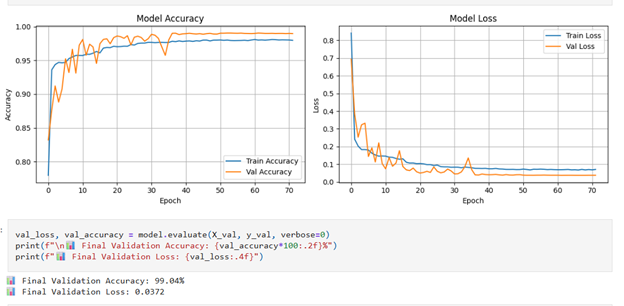 Model Accuracy
1.00
0.95
0.90
0.85
0.80
Accuracy
0 10 20 30 40 50 60 70
Epoch
Train Accuracy
Val Accuracy
Model Loss
0.8
0.7
0.6
0.5
0.4
0.3
0.2
0.1
0.0
Loss
0 10 20 30 40 50 60 70
Epoch
Train Loss
Val Loss
:
val_loss, val_accuracy = model.evaluate(X_val, y_val, verbose=0)
print(f"\n📊 Final Validation Accuracy: {val_accuracy*100:.2f}%")
print(f"📊 Final Validation Loss: {val_loss:.4f}")
📊 Final Validation Accuracy: 99.04%
📊 Final Validation Loss: 0.0372